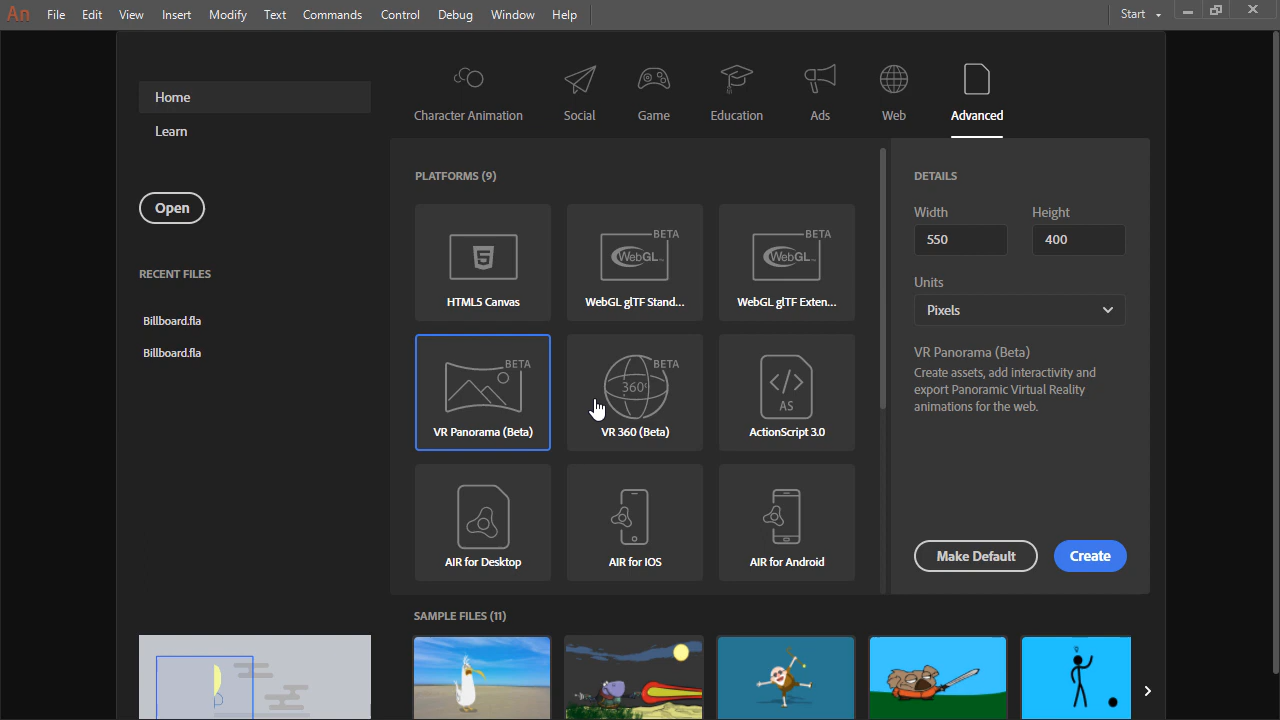 An File Edit View Insert Modify Text Commands Control Debug Window Help Start
Home
Learn
Open
RECENT FILES
Billboard.fla
Billboard.fla
Character Animation Social Game Education Ads Web Advanced
PLATFORMS (9)
HTML5 Canvas
BETA
WebGL
WebGL glTF Stand...
BETA
WebGL
WebGL glTF Exten...
BETA
VR Panorama (Beta)
BETA
360°
VR 360 (Beta)
AS
ActionScript 3.0
AIR for Desktop
AIR for IOS
AIR for Android
DETAILS
Width Height
550 400
Units
Pixels
VR Panorama (Beta)
Create assets, add interactivity and
export Panoramic Virtual Reality
animations for the web.
Make Default Create
SAMPLE FILES (11)